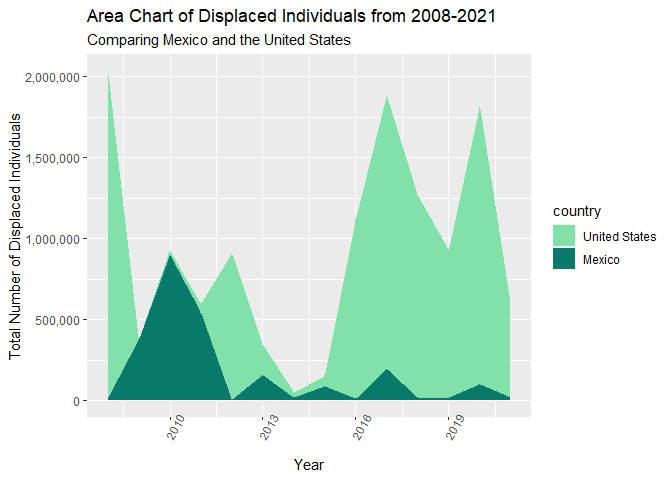 Area Chart of Displaced Individuals from 2008-2021
Comparing Mexico and the United States
Total Number of Displaced Individuals
2,000,000
1,500,000
1,000,000
500,000
0
2010
2013
2016
2019
Year
country
United States
Mexico